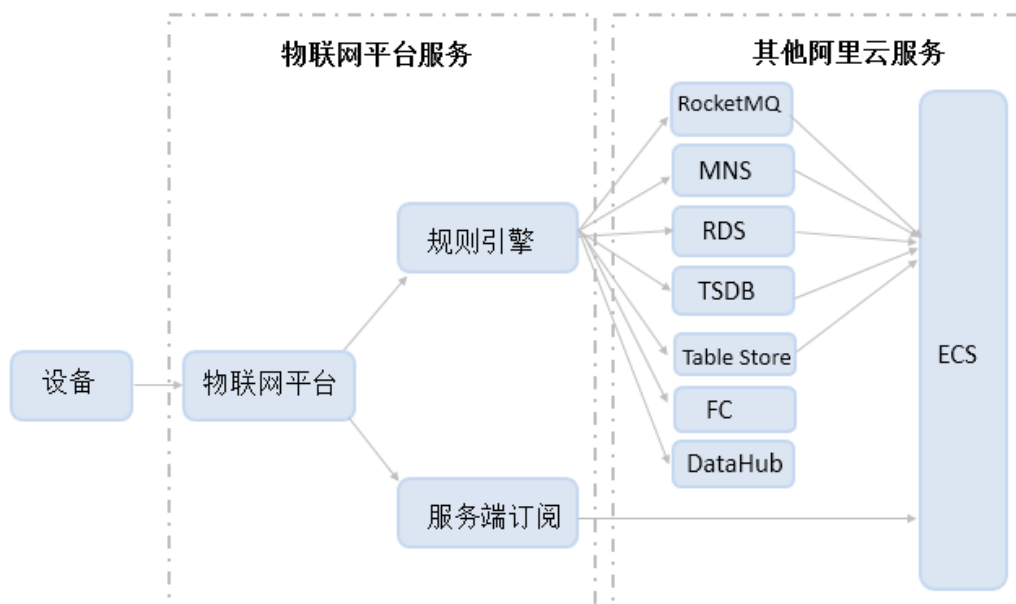 物联网平台服务
其他阿里云服务
RocketMQ
MNS
规则引擎
RDS
TSDB
设备
物联网平台
Table Store
ECS
FC
DataHub
服务端订阅